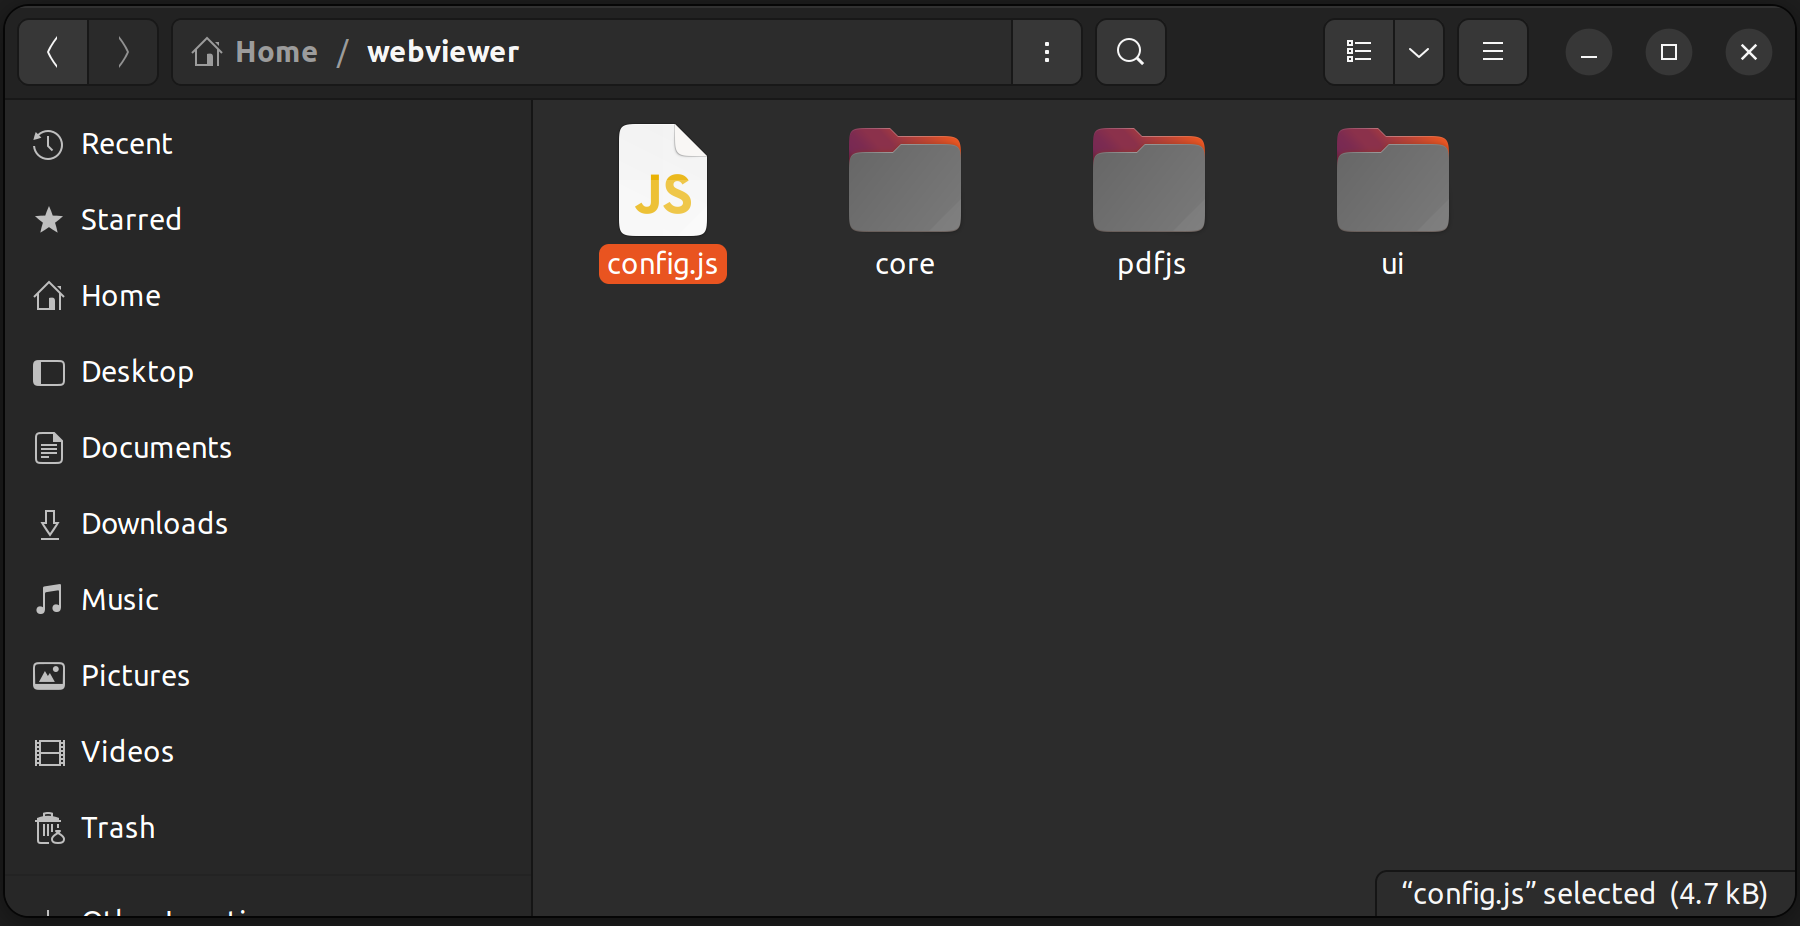 Home / webviewer
Recent
Starred
Home
Desktop
Documents
Downloads
Music
Pictures
Videos
Trash
JS
config.js
core
pdfjs
ui
“config.js” selected (4.7 kB)